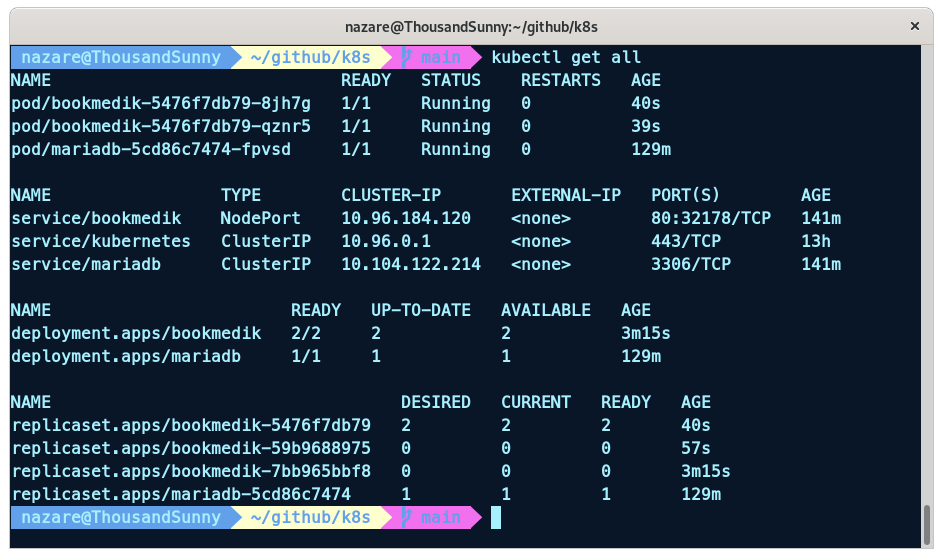 nazare@ThousandSunny:~/github/k8s ×
nazare@ThousandSunny ~/github/k8s main kubectl get all
NAME READY STATUS RESTARTS AGE
pod/bookmedik-5476f7db79-8jh7g 1/1 Running 0 40s
pod/bookmedik-5476f7db79-qznr5 1/1 Running 0 39s
pod/mariadb-5cd86c7474-fpvsd 1/1 Running 0 129m
NAME TYPE CLUSTER-IP EXTERNAL-IP PORT(S) AGE
service/bookmedik NodePort 10.96.184.120 <none> 80:32178/TCP 141m
service/kubernetes ClusterIP 10.96.0.1 <none> 443/TCP 13h
service/mariadb ClusterIP 10.104.122.214 <none> 3306/TCP 141m
NAME READY UP-TO-DATE AVAILABLE AGE
deployment.apps/bookmedik 2/2 2 2 3m15s
deployment.apps/mariadb 1/1 1 1 129m
NAME DESIRED CURRENT READY AGE
replicaset.apps/bookmedik-5476f7db79 2 2 2 40s
replicaset.apps/bookmedik-59b9688975 0 0 0 57s
replicaset.apps/bookmedik-7bb965bbf8 0 0 0 3m15s
replicaset.apps/mariadb-5cd86c7474 1 1 1 129m
nazare@ThousandSunny ~/github/k8s main